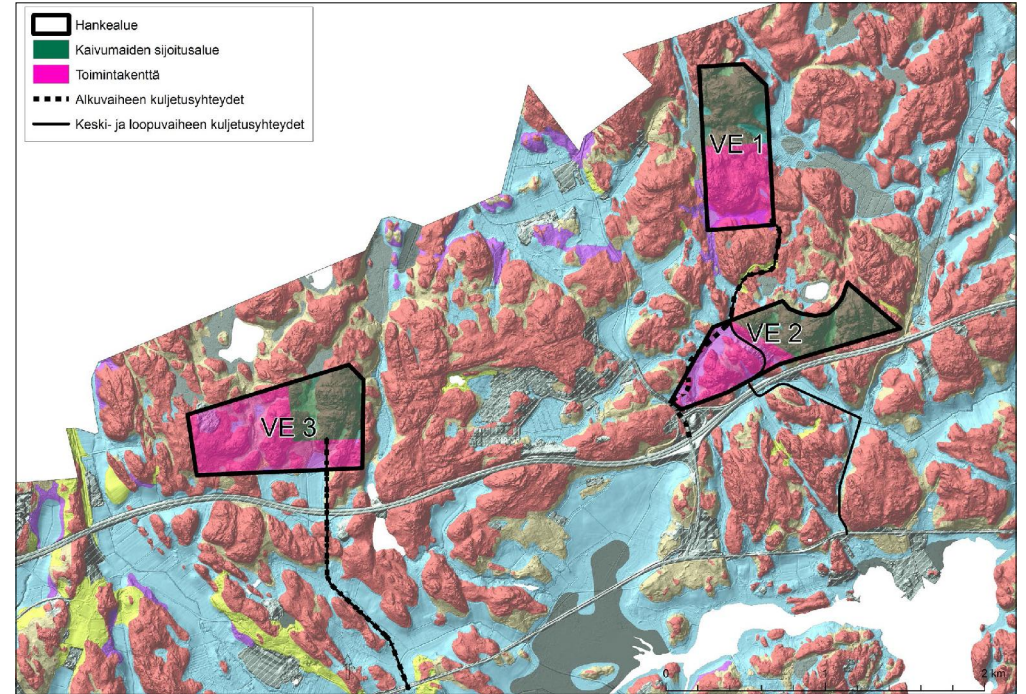 Hankealue
Kaivumaiden sijoitusalue
Toimintakenttä
Alkuvaiheen kuljetusyhteydet
Keski- ja loopuvaiheen kuljetusyhteydet
VE 1
VE 2
VE 3
0 1 2 km